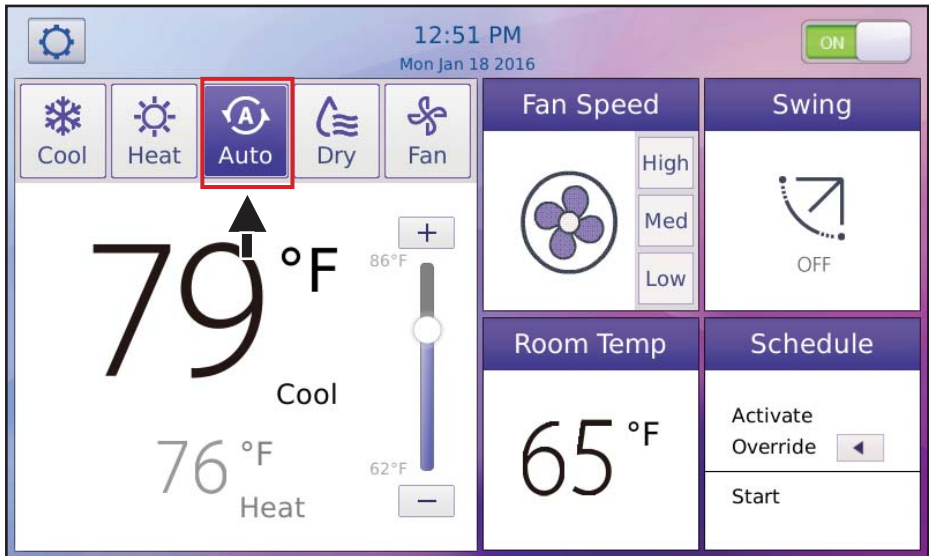 12:51 PM
Mon Jan 18 2016
ON
Cool
Heat
A
Auto
Dry
Fan
79 °F
Cool
76 °F
Heat
+
86°F
62°F
−
Fan Speed
High
Med
Low
Swing
OFF
Room Temp
65 °F
Schedule
Activate
Override
Start